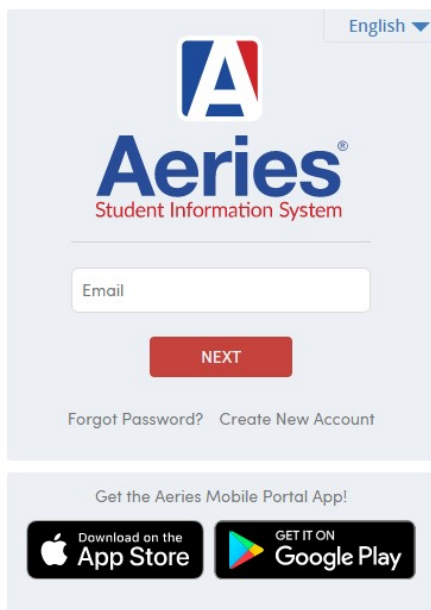 English
A
Aeries®
Student Information System
Email
NEXT
Forgot Password? Create New Account
Get the Aeries Mobile Portal App!
Download on the
App Store
GET IT ON
Google Play